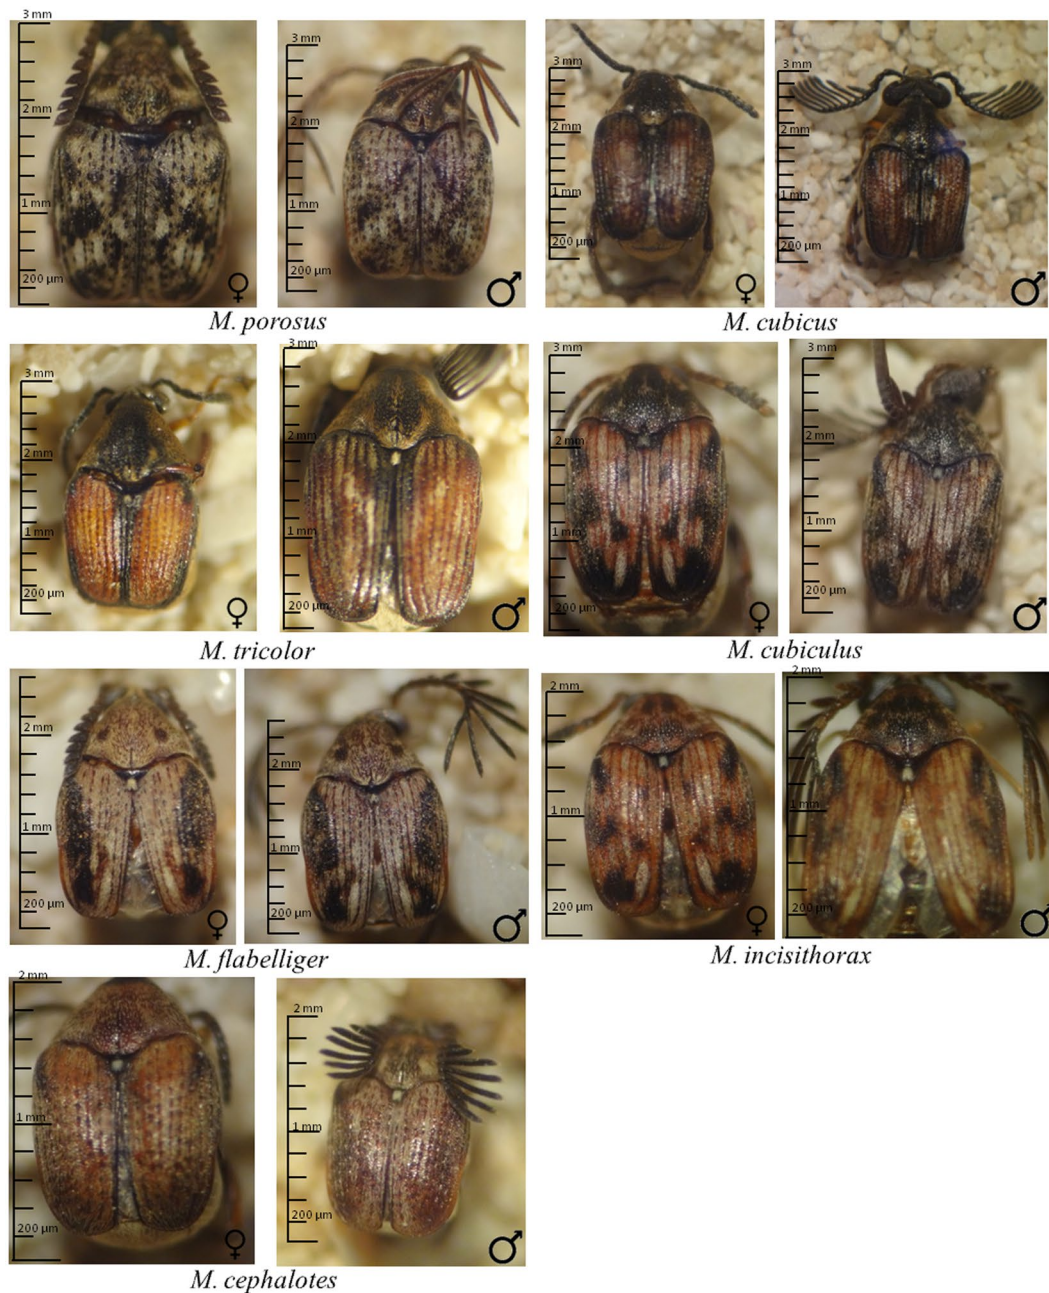 3 mm
2 mm
1 mm
200 µm
♀
3 mm
2 mm
1 mm
200 µm
♂
M. porosus
3 mm
2 mm
1 mm
200 µm
♀
3 mm
2 mm
1 mm
200 µm
♂
M. cubicus
3 mm
2 mm
1 mm
200 µm
♀
3 mm
2 mm
1 mm
200 µm
♂
M. tricolor
3 mm
2 mm
1 mm
200 µm
♀
3 mm
2 mm
1 mm
200 µm
♂
M. cubiculus
2 mm
1 mm
200 µm
♀
2 mm
1 mm
200 µm
♂
M. flabelliger
2 mm
1 mm
200 µm
♀
2 mm
1 mm
200 µm
♂
M. incisithorax
2 mm
1 mm
200 µm
♀
2 mm
1 mm
200 µm
♂
M. cephalotes